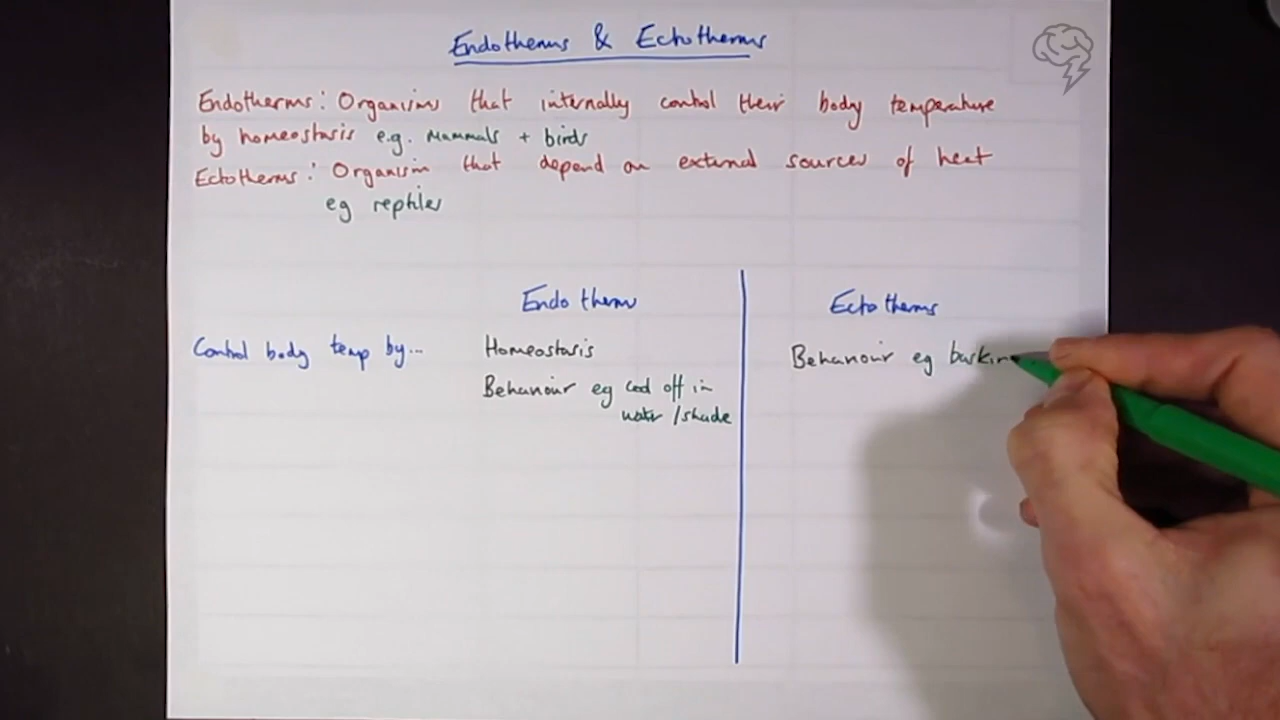 Endotherms & Ectotherms
Endotherms: Organisms that internally control their body temperature
by homeostasis e.g. Mammals + birds
Ectotherms: Organism that depend on external sources of heat
eg reptiles
Endotherm
Ectotherms
Control body temp by...
Homeostasis
Behaviour eg basking
Behaviour eg cool off in
water / shade